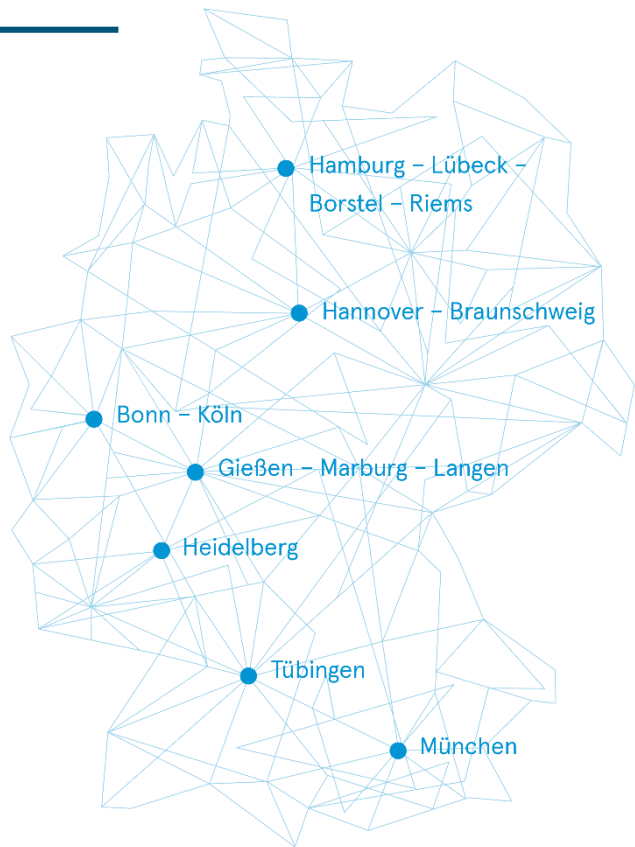 Hamburg – Lübeck –
Borstel – Riems
Hannover – Braunschweig
Bonn – Köln
Gießen – Marburg – Langen
Heidelberg
Tübingen
München